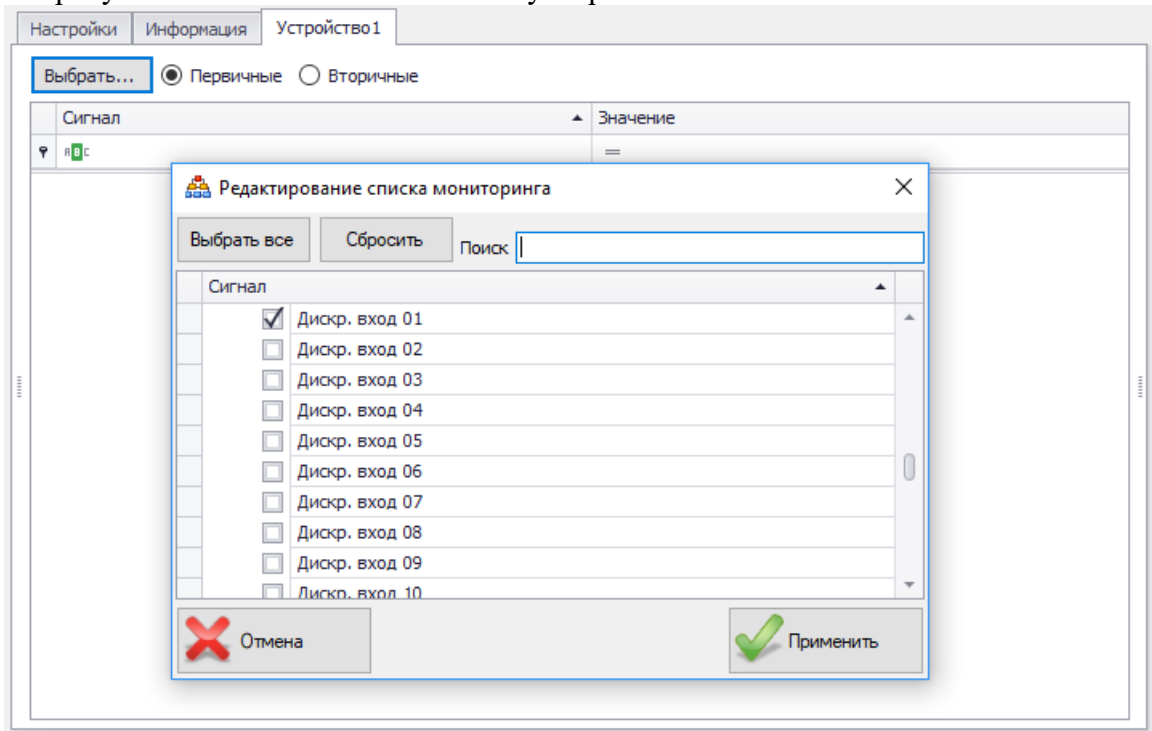 Настройки Информация Устройство1
Выбрать... Первичные Вторичные
Сигнал Значение
ABC =
Редактирование списка мониторинга
Выбрать все Сбросить Поиск
Сигнал
Дискр. вход 01
Дискр. вход 02
Дискр. вход 03
Дискр. вход 04
Дискр. вход 05
Дискр. вход 06
Дискр. вход 07
Дискр. вход 08
Дискр. вход 09
Дискр. вход 10
Отмена Применить